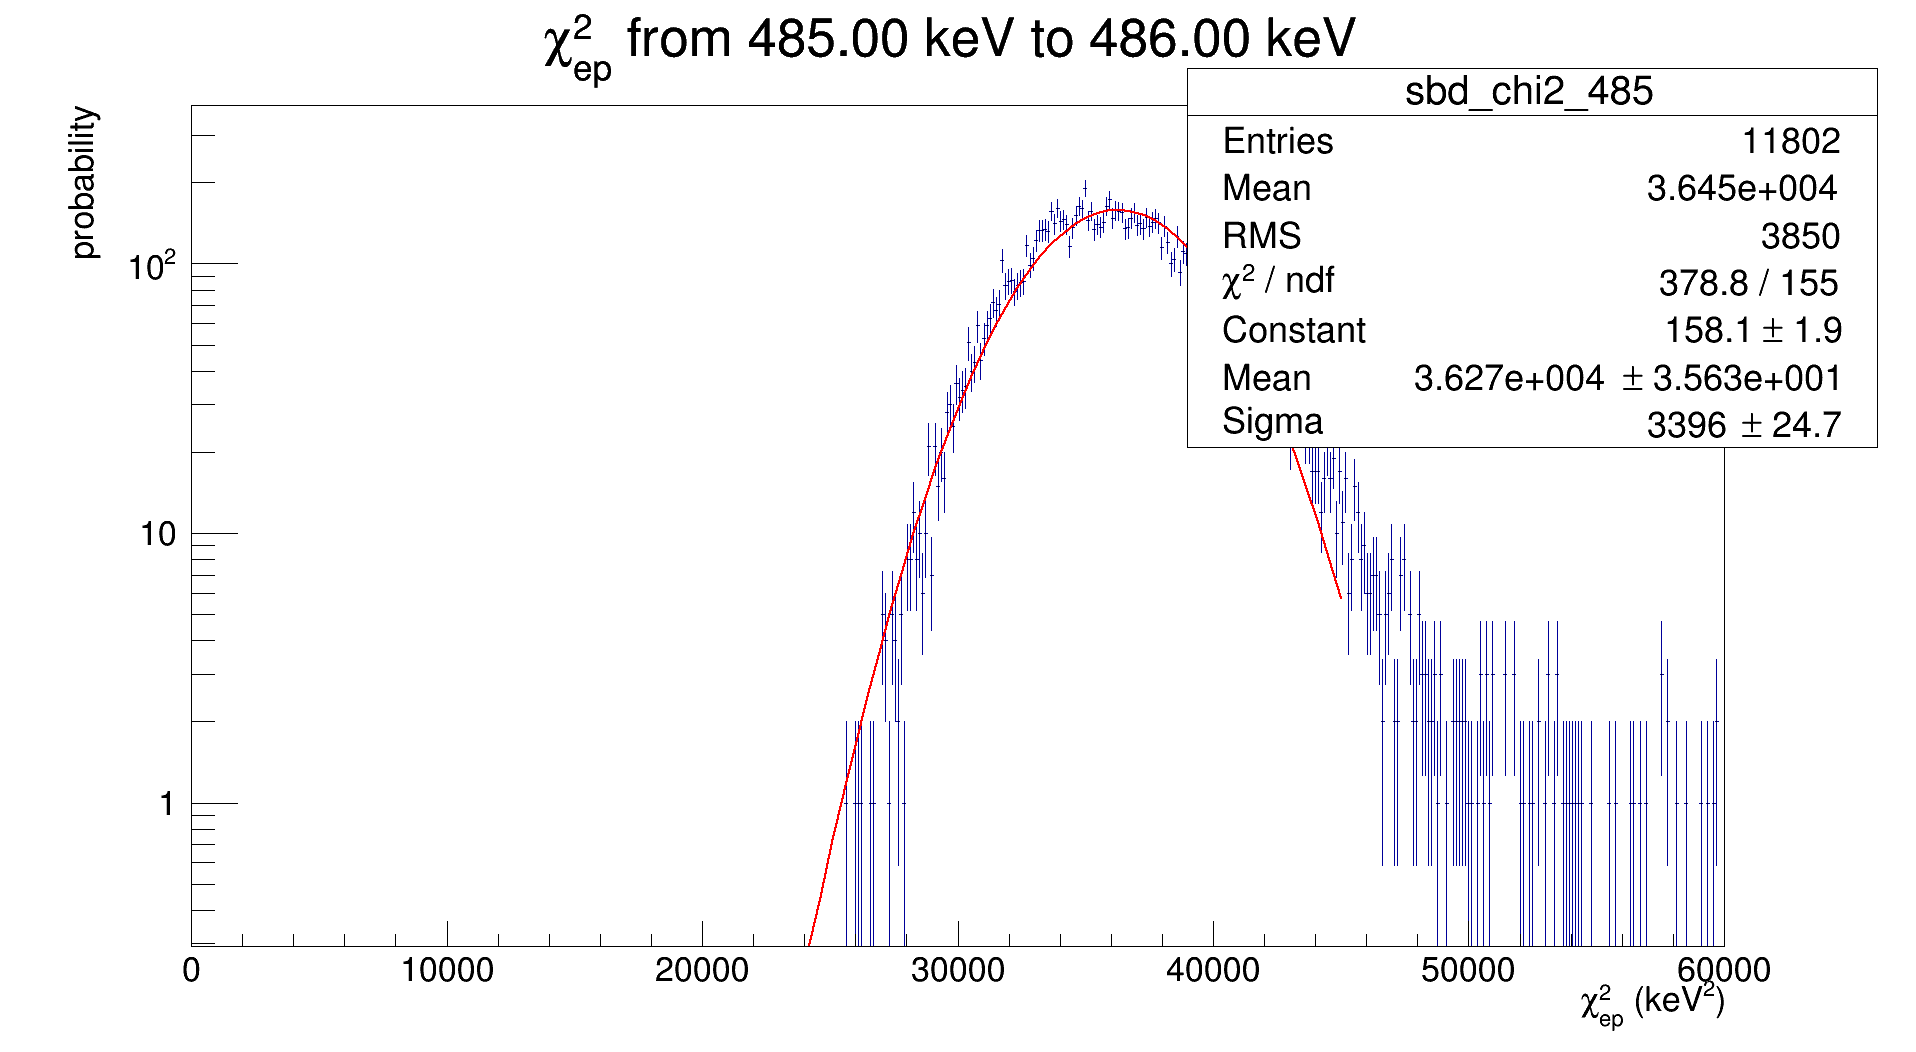 χ²ep from 485.00 keV to 486.00 keV
sbd_chi2_485
Entries 11802
Mean 3.645e+004
RMS 3850
χ² / ndf 378.8 / 155
Constant 158.1 ± 1.9
Mean 3.627e+004 ± 3.563e+001
Sigma 3396 ± 24.7
probability
10²
10
1
0 10000 20000 30000 40000 50000 60000
χ²ep (keV²)